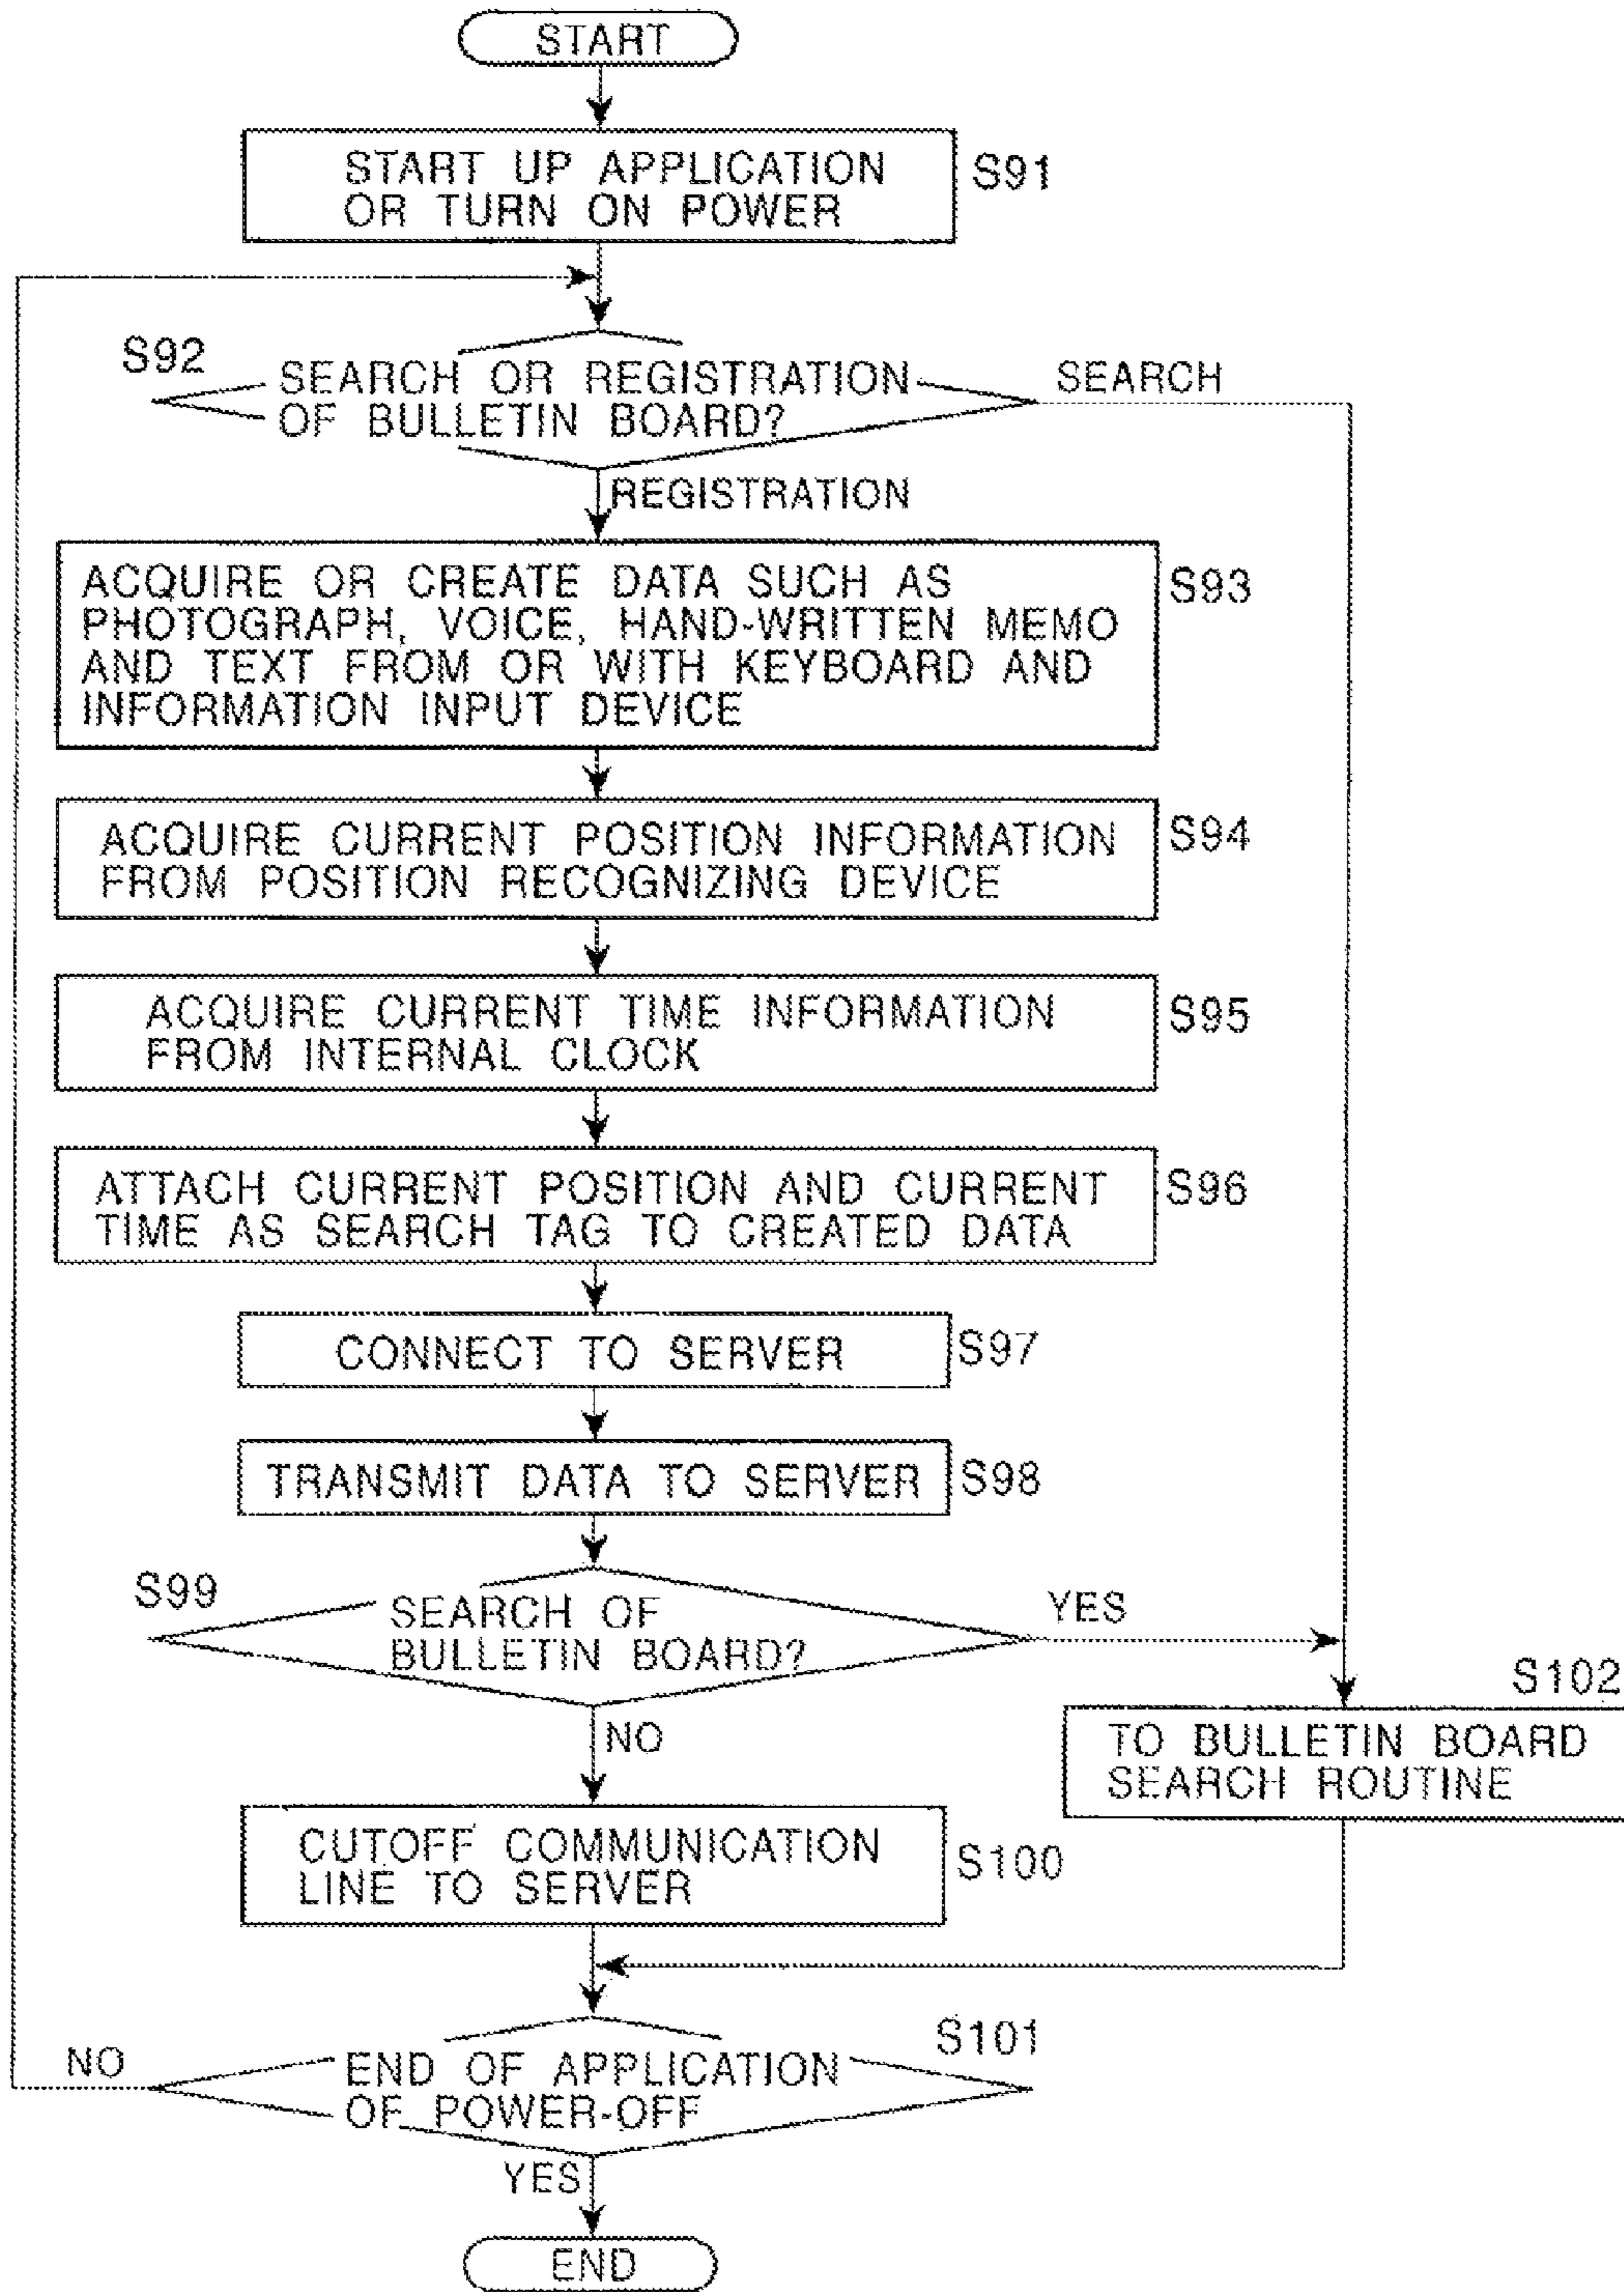 START
START UP APPLICATION
OR TURN ON POWER
S91
S92
SEARCH OR REGISTRATION
OF BULLETIN BOARD?
SEARCH
REGISTRATION
ACQUIRE OR CREATE DATA SUCH AS
PHOTOGRAPH, VOICE, HAND-WRITTEN MEMO
AND TEXT FROM OR WITH KEYBOARD AND
INFORMATION INPUT DEVICE
S93
ACQUIRE CURRENT POSITION INFORMATION
FROM POSITION RECOGNIZING DEVICE
S94
ACQUIRE CURRENT TIME INFORMATION
FROM INTERNAL CLOCK
S95
ATTACH CURRENT POSITION AND CURRENT
TIME AS SEARCH TAG TO CREATED DATA
S96
CONNECT TO SERVER
S97
TRANSMIT DATA TO SERVER
S98
S99
SEARCH OF
BULLETIN BOARD?
YES
NO
S102
TO BULLETIN BOARD
SEARCH ROUTINE
CUTOFF COMMUNICATION
LINE TO SERVER
S100
S101
NO
END OF APPLICATION
OF POWER-OFF
YES
END